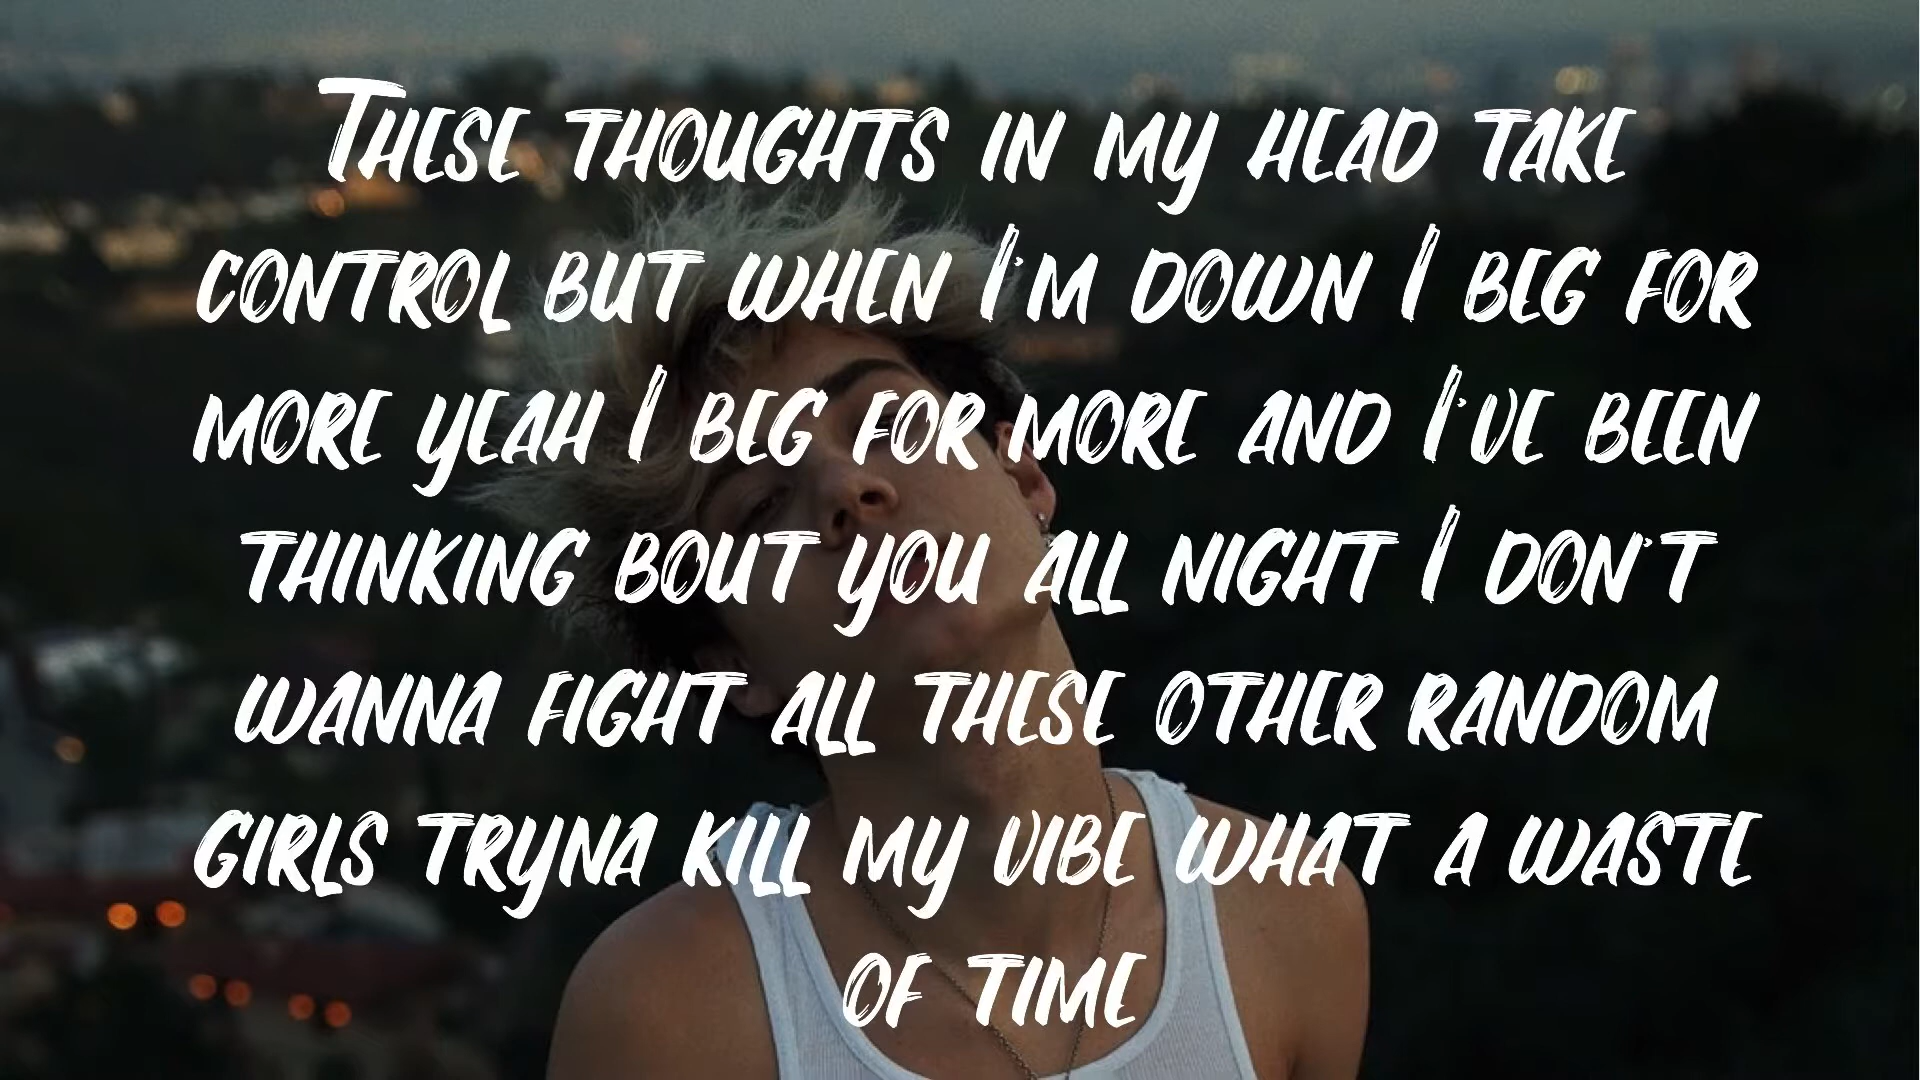 These thoughts in my head take
control but when I'm down I beg for
more yeah I beg for more and I've been
thinking bout you all night I don't
wanna fight all these other random
girls tryna kill my vibe what a waste
of time